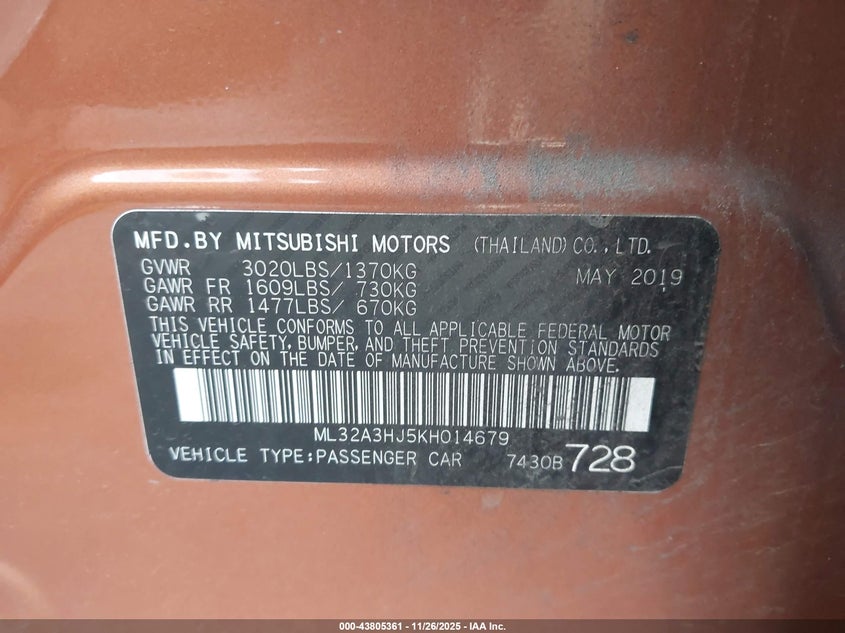 MFD.BY MITSUBISHI MOTORS (THAILAND) CO., LTD.
GVWR 3020LBS/1370KG MAY 2019
GAWR FR 1609LBS/ 730KG
GAWR RR 1477LBS/ 670KG
THIS VEHICLE CONFORMS TO ALL APPLICABLE FEDERAL MOTOR
VEHICLE SAFETY, BUMPER, AND THEFT PREVENTION STANDARDS
IN EFFECT ON THE DATE OF MANUFACTURE SHOWN ABOVE.
ML32A3HJ5KH014679
VEHICLE TYPE:PASSENGER CAR 7430B 728
000-43805361 - 11/26/2025 - IAA Inc.